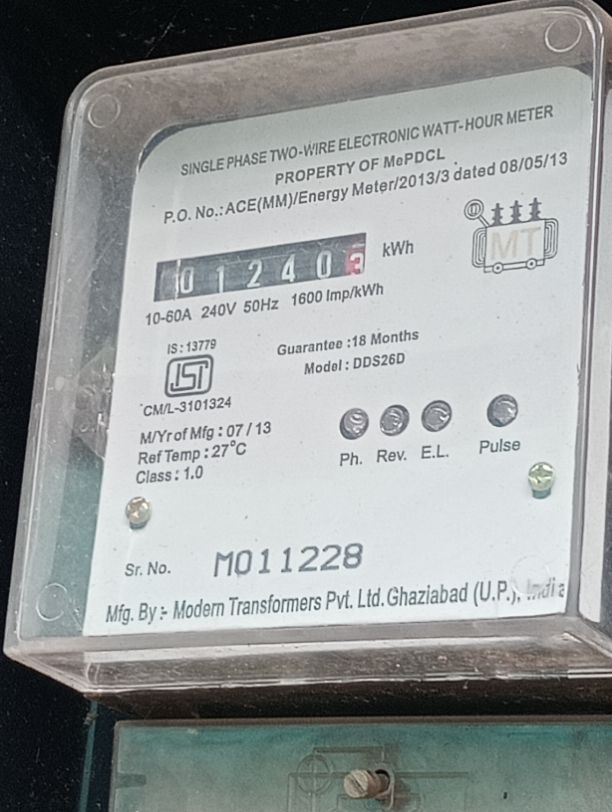 SINGLE PHASE TWO-WIRE ELECTRONIC WATT-HOUR METER
PROPERTY OF MePDCL
P.O. No.:ACE(MM)/Energy Meter/2013/3 dated 08/05/13
MT
012403 kWh
10-60A 240V 50Hz 1600 Imp/kWh
IS : 13779
Guarantee :18 Months
Model : DDS26D
ISI
CM/L-3101324
M/Yr of Mfg : 07 / 13
Ref Temp : 27°C
Class : 1.0
Ph. Rev. E.L. Pulse
Sr. No. M011228
Mfg. By :- Modern Transformers Pvt. Ltd. Ghaziabad (U.P.), India